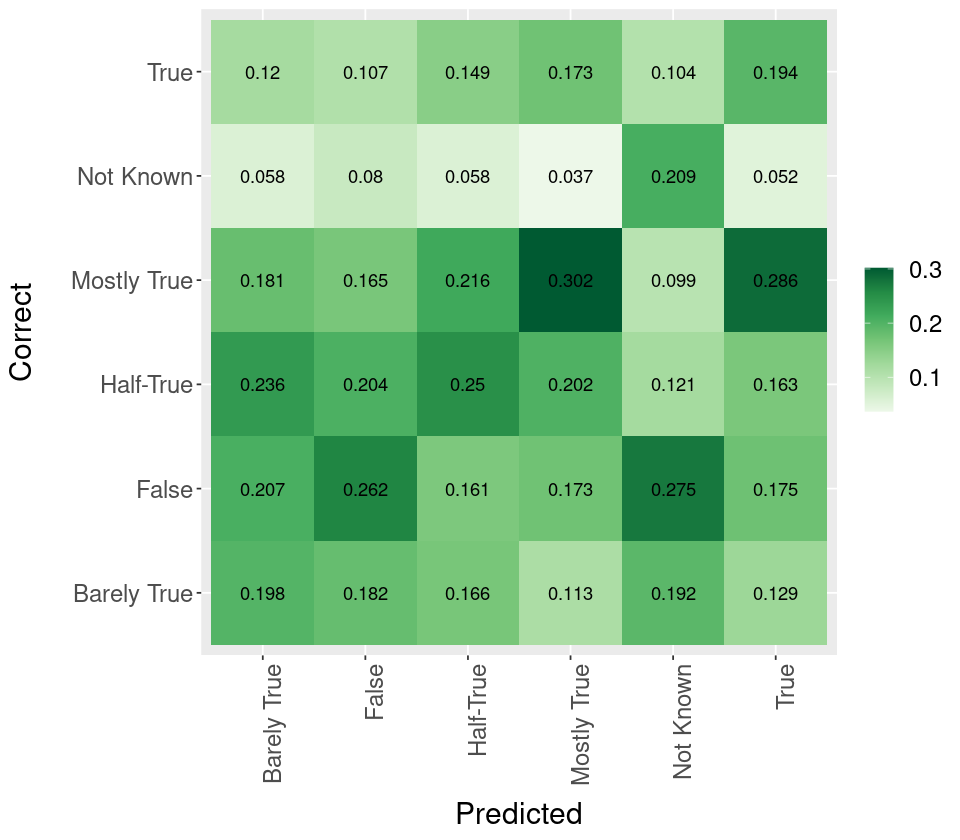 True 0.12 0.107 0.149 0.173 0.104 0.194
Not Known 0.058 0.08 0.058 0.037 0.209 0.052
Mostly True 0.181 0.165 0.216 0.302 0.099 0.286
Half-True 0.236 0.204 0.25 0.202 0.121 0.163
False 0.207 0.262 0.161 0.173 0.275 0.175
Barely True 0.198 0.182 0.166 0.113 0.192 0.129
Correct
Barely True
False
Half-True
Mostly True
Not Known
True
Predicted
0.3
0.2
0.1